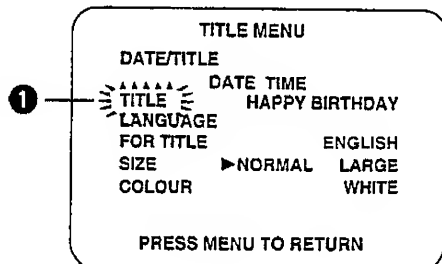 TITLE MENU
DATE/TITLE
DATE TIME
❶ TITLE HAPPY BIRTHDAY
LANGUAGE
FOR TITLE ENGLISH
SIZE ▶NORMAL LARGE
COLOUR WHITE
PRESS MENU TO RETURN